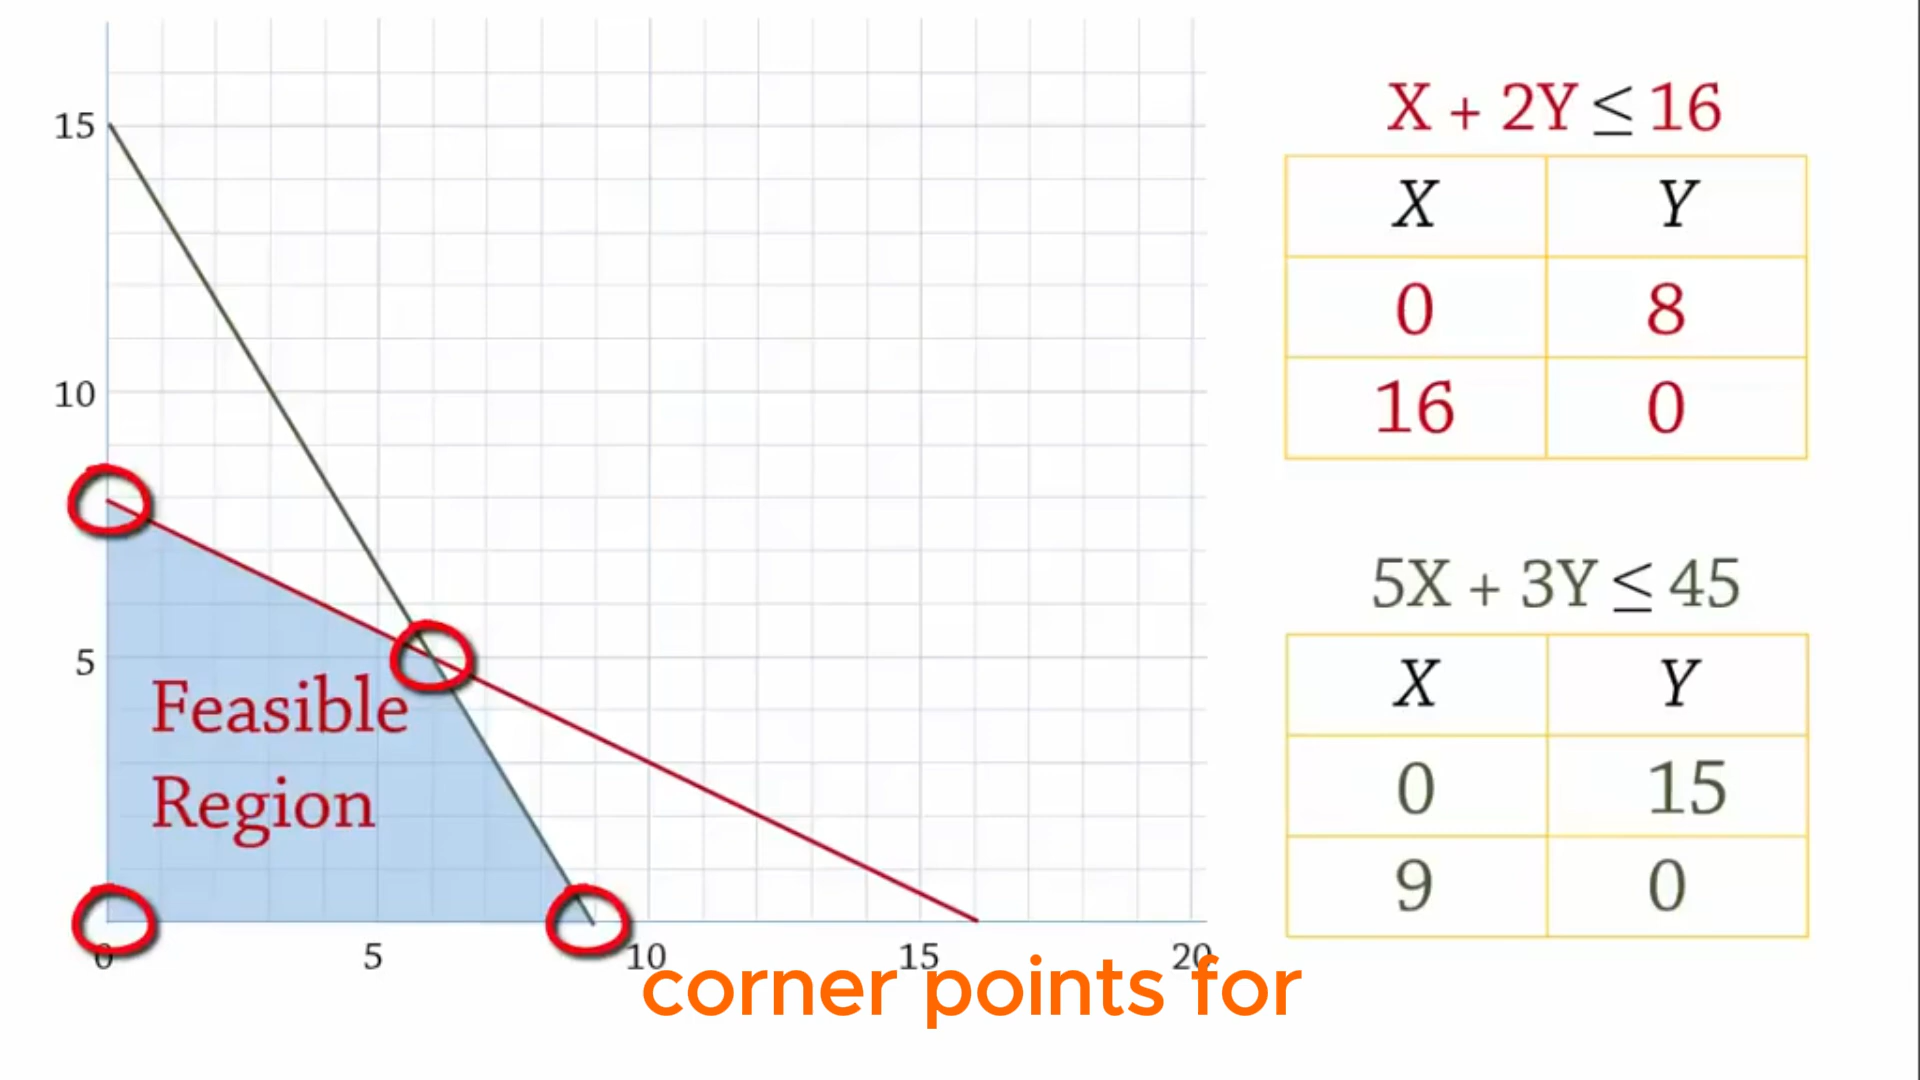 15
10
5
Feasible
Region
0 5 10 15 20
X + 2Y ≤ 16
X Y
0 8
16 0
5X + 3Y ≤ 45
X Y
0 15
9 0
corner points for